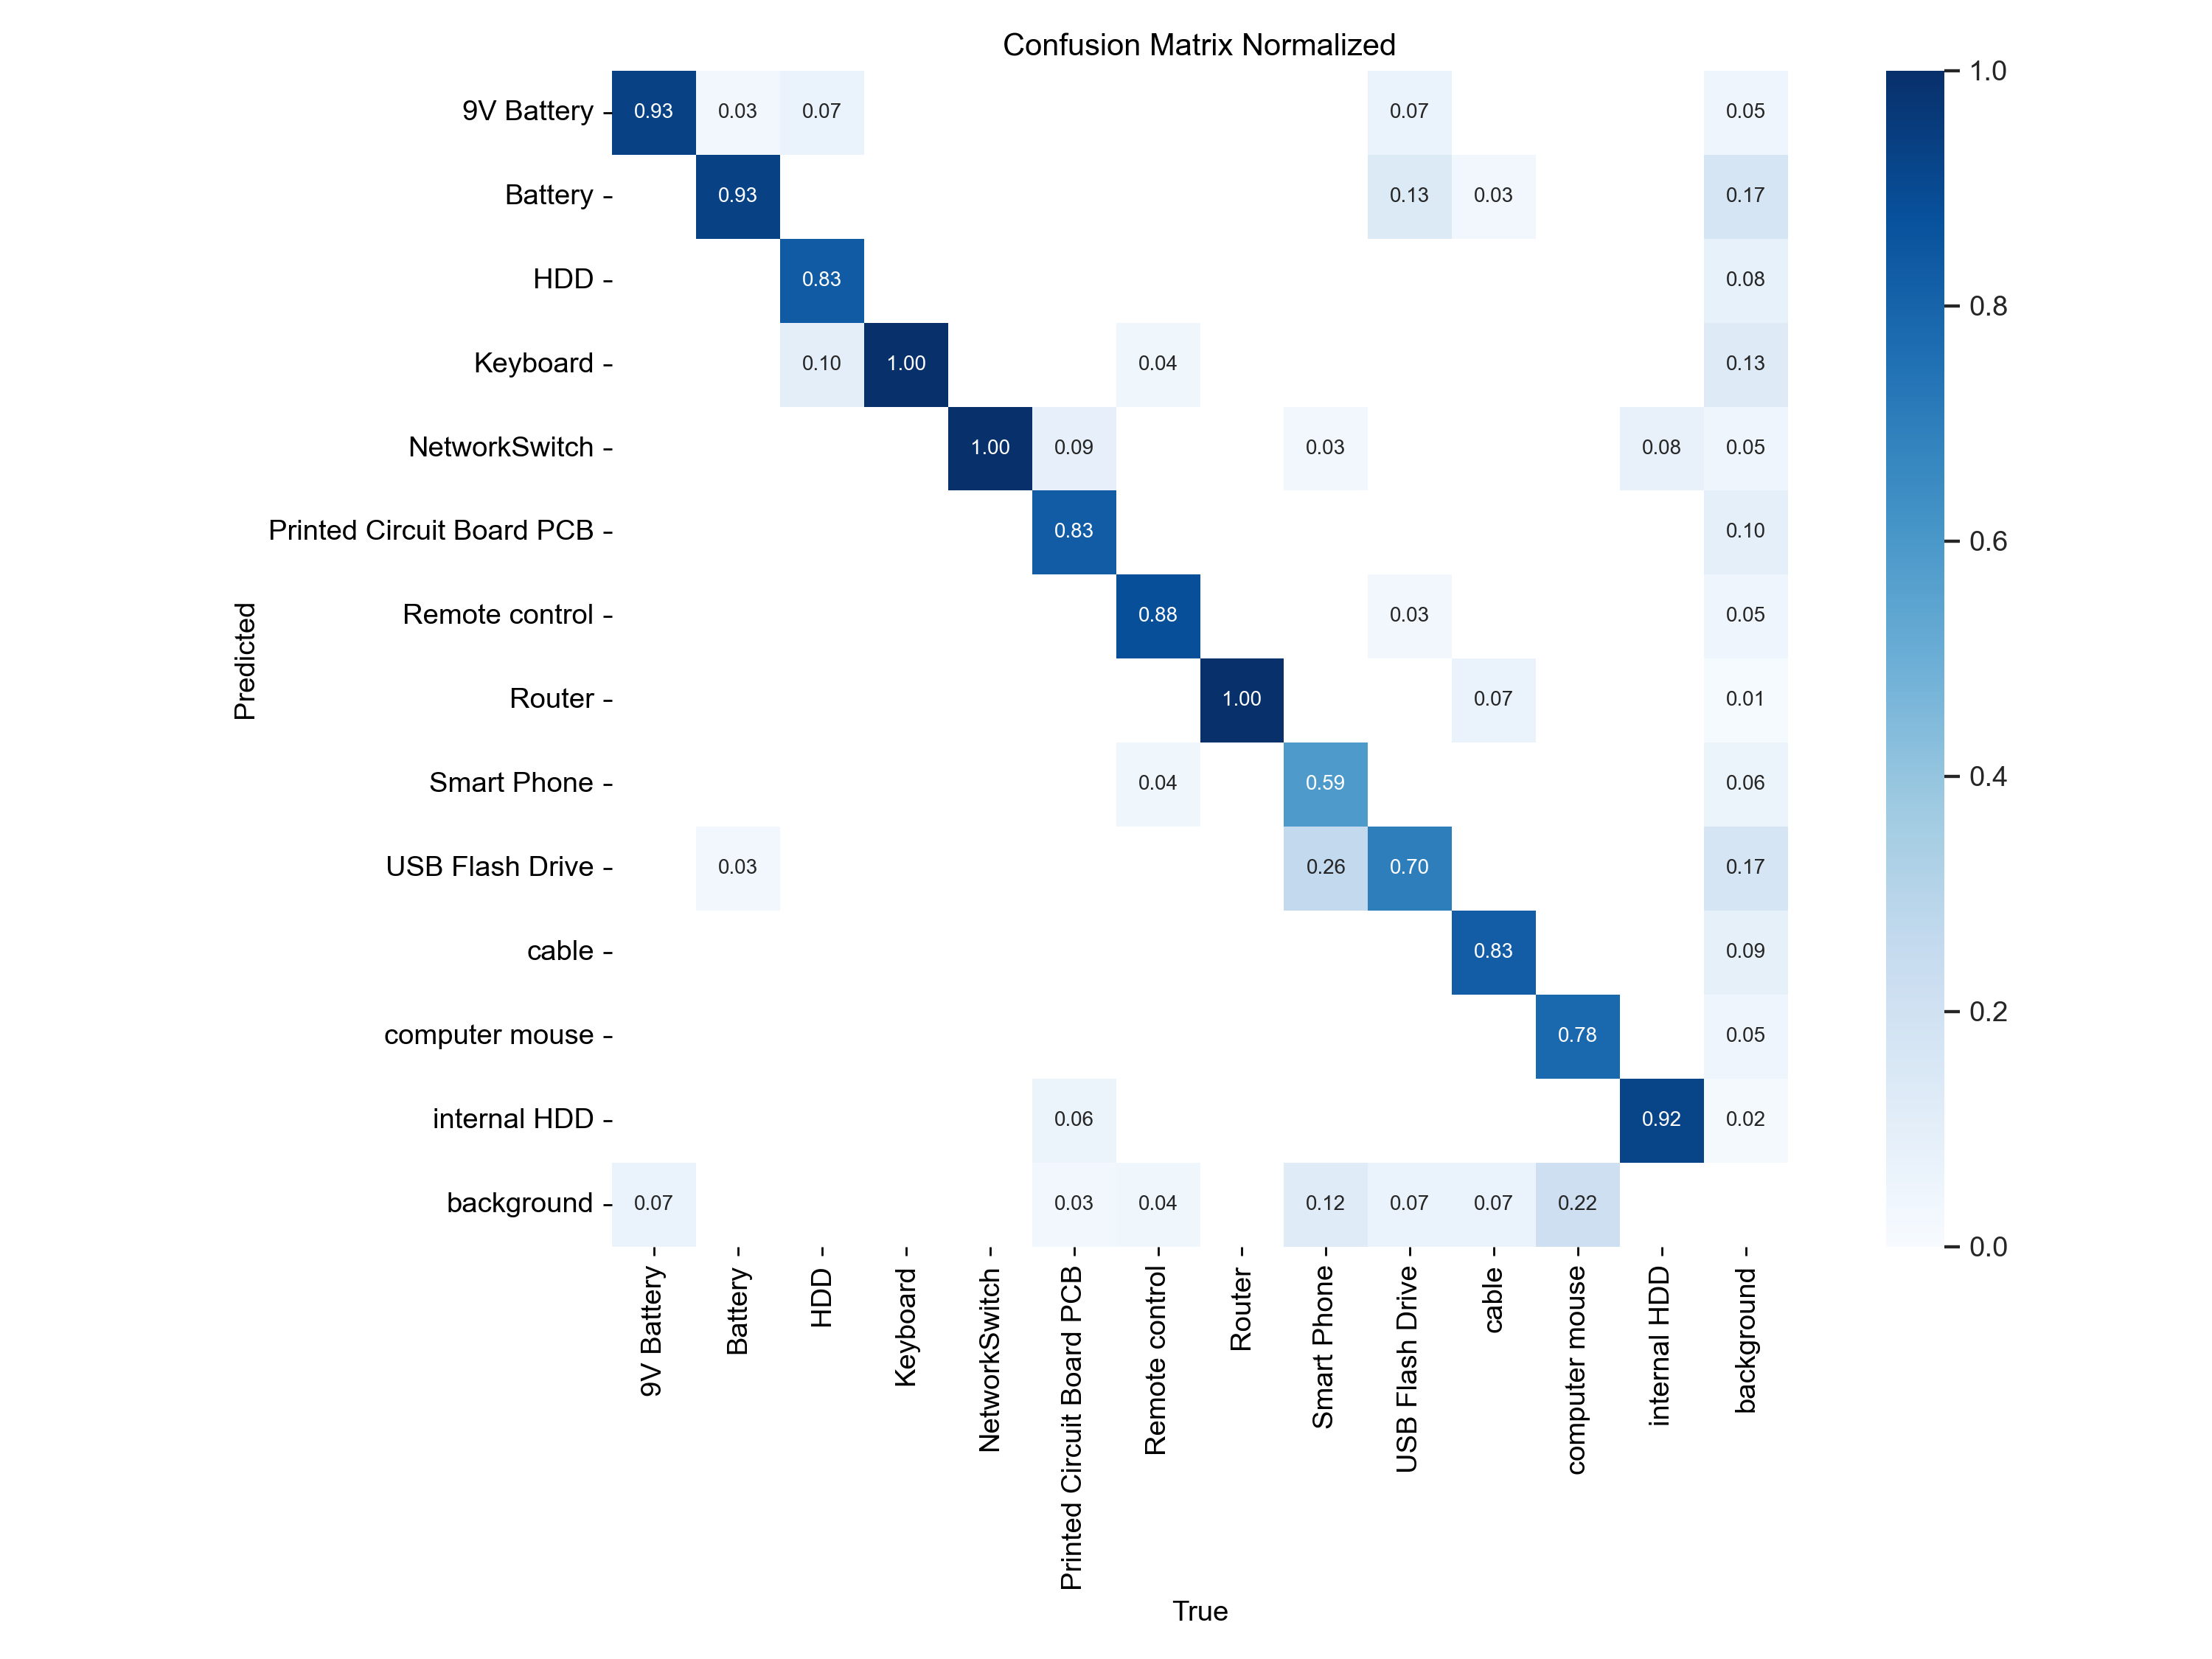 Confusion Matrix Normalized
9V Battery 0.93 0.03 0.07 0.07 0.05
Battery 0.93 0.13 0.03 0.17
HDD 0.83 0.08
Keyboard 0.10 1.00 0.04 0.13
NetworkSwitch 1.00 0.09 0.03 0.08 0.05
Printed Circuit Board PCB 0.83 0.10
Remote control 0.88 0.03 0.05
Router 1.00 0.07 0.01
Smart Phone 0.04 0.59 0.06
USB Flash Drive 0.03 0.26 0.70 0.17
cable 0.83 0.09
computer mouse 0.78 0.05
internal HDD 0.06 0.92 0.02
background 0.07 0.03 0.04 0.12 0.07 0.07 0.22
Predicted
9V Battery
Battery
HDD
Keyboard
NetworkSwitch
Printed Circuit Board PCB
Remote control
Router
Smart Phone
USB Flash Drive
cable
computer mouse
internal HDD
background
True
1.0
0.8
0.6
0.4
0.2
0.0